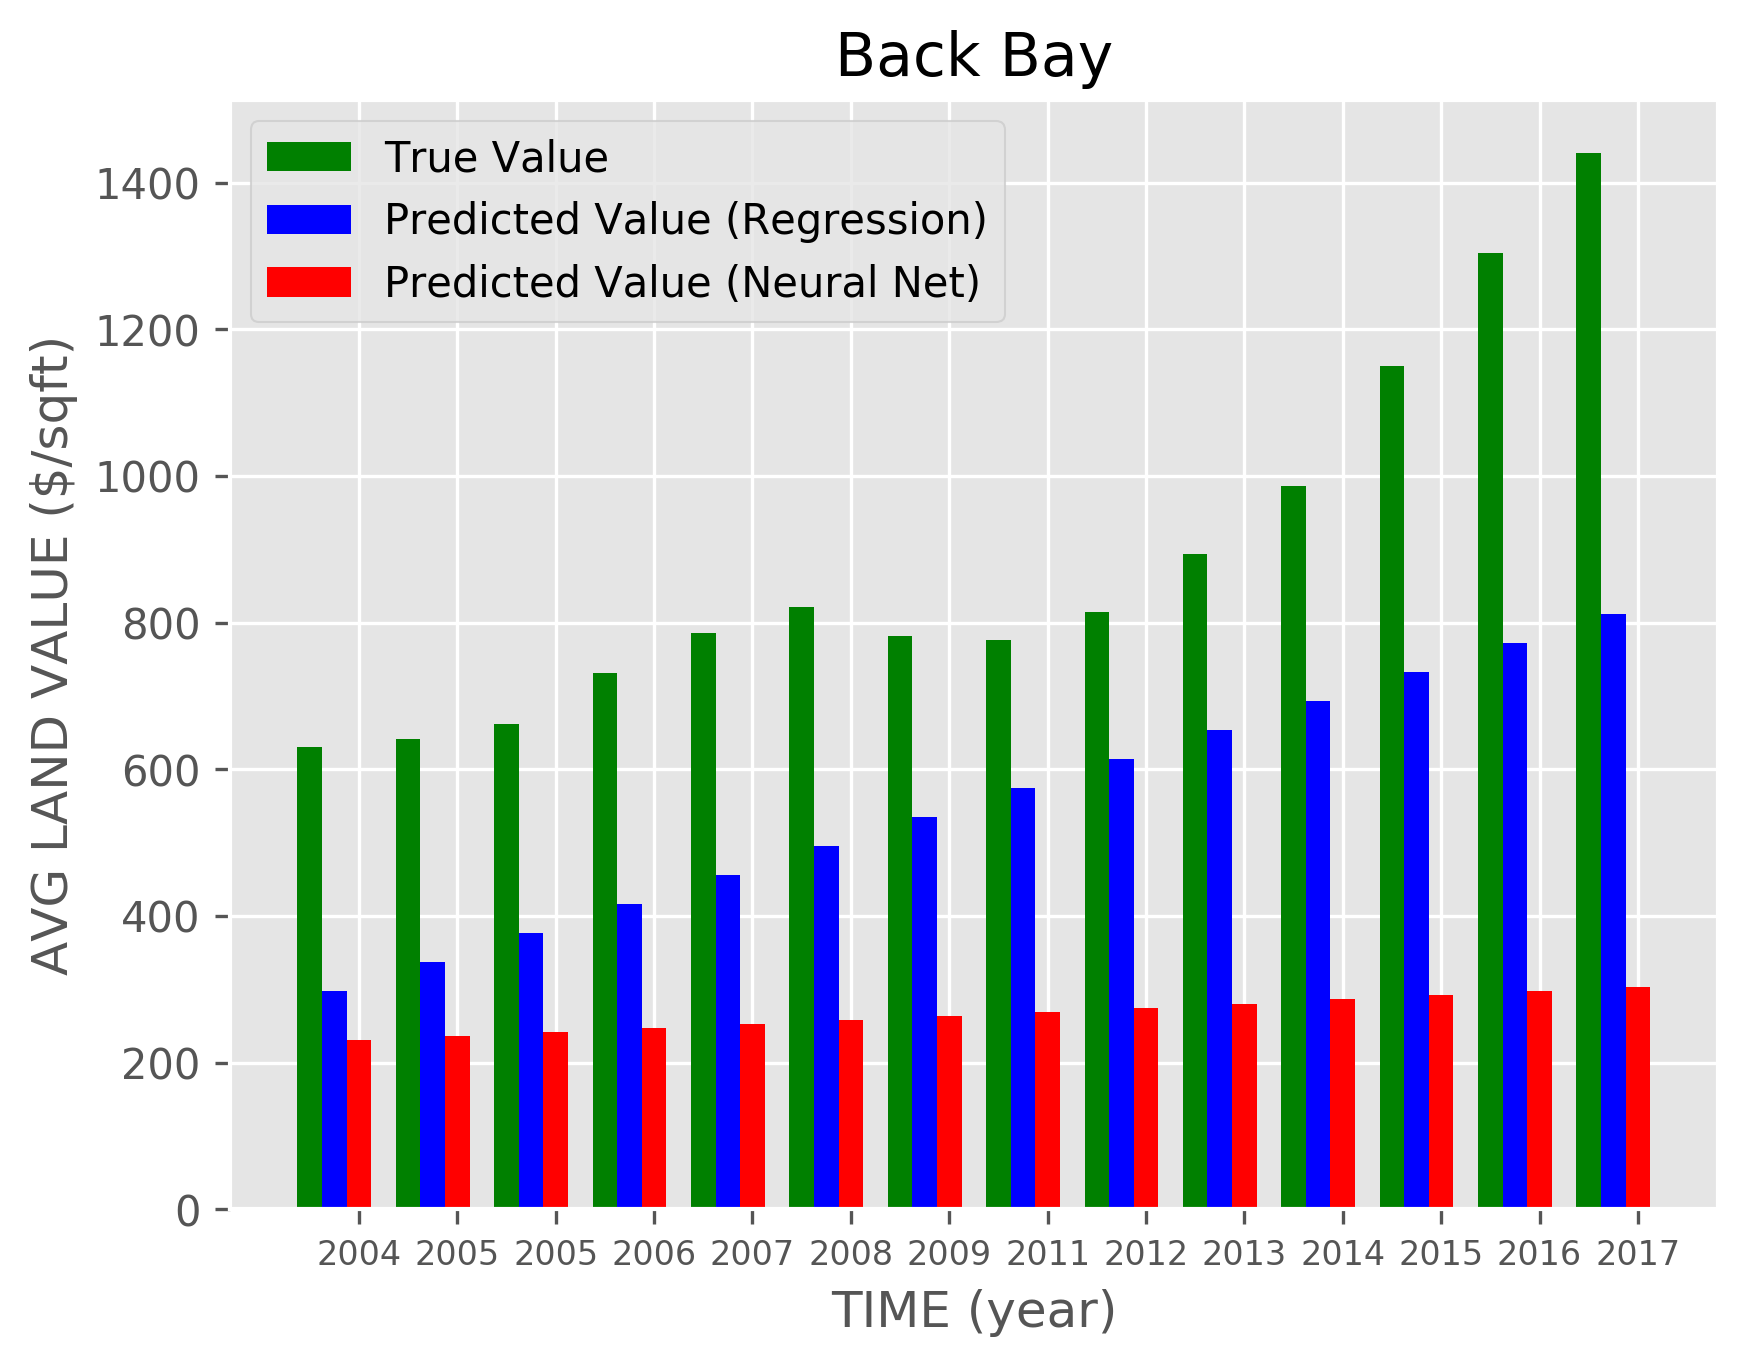 Back Bay
True Value
Predicted Value (Regression)
Predicted Value (Neural Net)
AVG LAND VALUE ($/sqft)
1400
1200
1000
800
600
400
200
0
2004 2005 2005 2006 2007 2008 2009 2011 2012 2013 2014 2015 2016 2017
TIME (year)